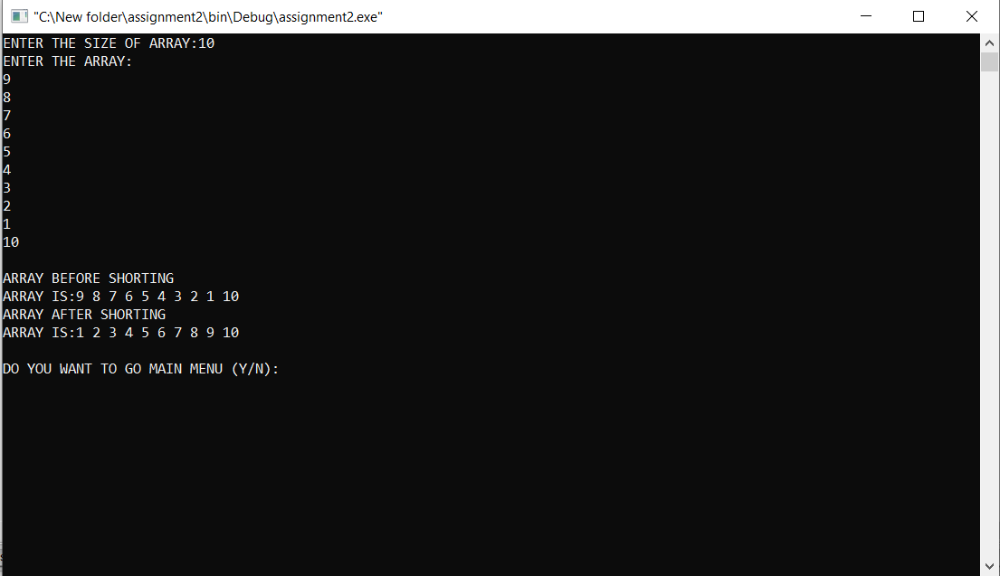 "C:\New folder\assignment2\bin\Debug\assignment2.exe"
ENTER THE SIZE OF ARRAY:10
ENTER THE ARRAY:
9
8
7
6
5
4
3
2
1
10
ARRAY BEFORE SHORTING
ARRAY IS:9 8 7 6 5 4 3 2 1 10
ARRAY AFTER SHORTING
ARRAY IS:1 2 3 4 5 6 7 8 9 10
DO YOU WANT TO GO MAIN MENU (Y/N):